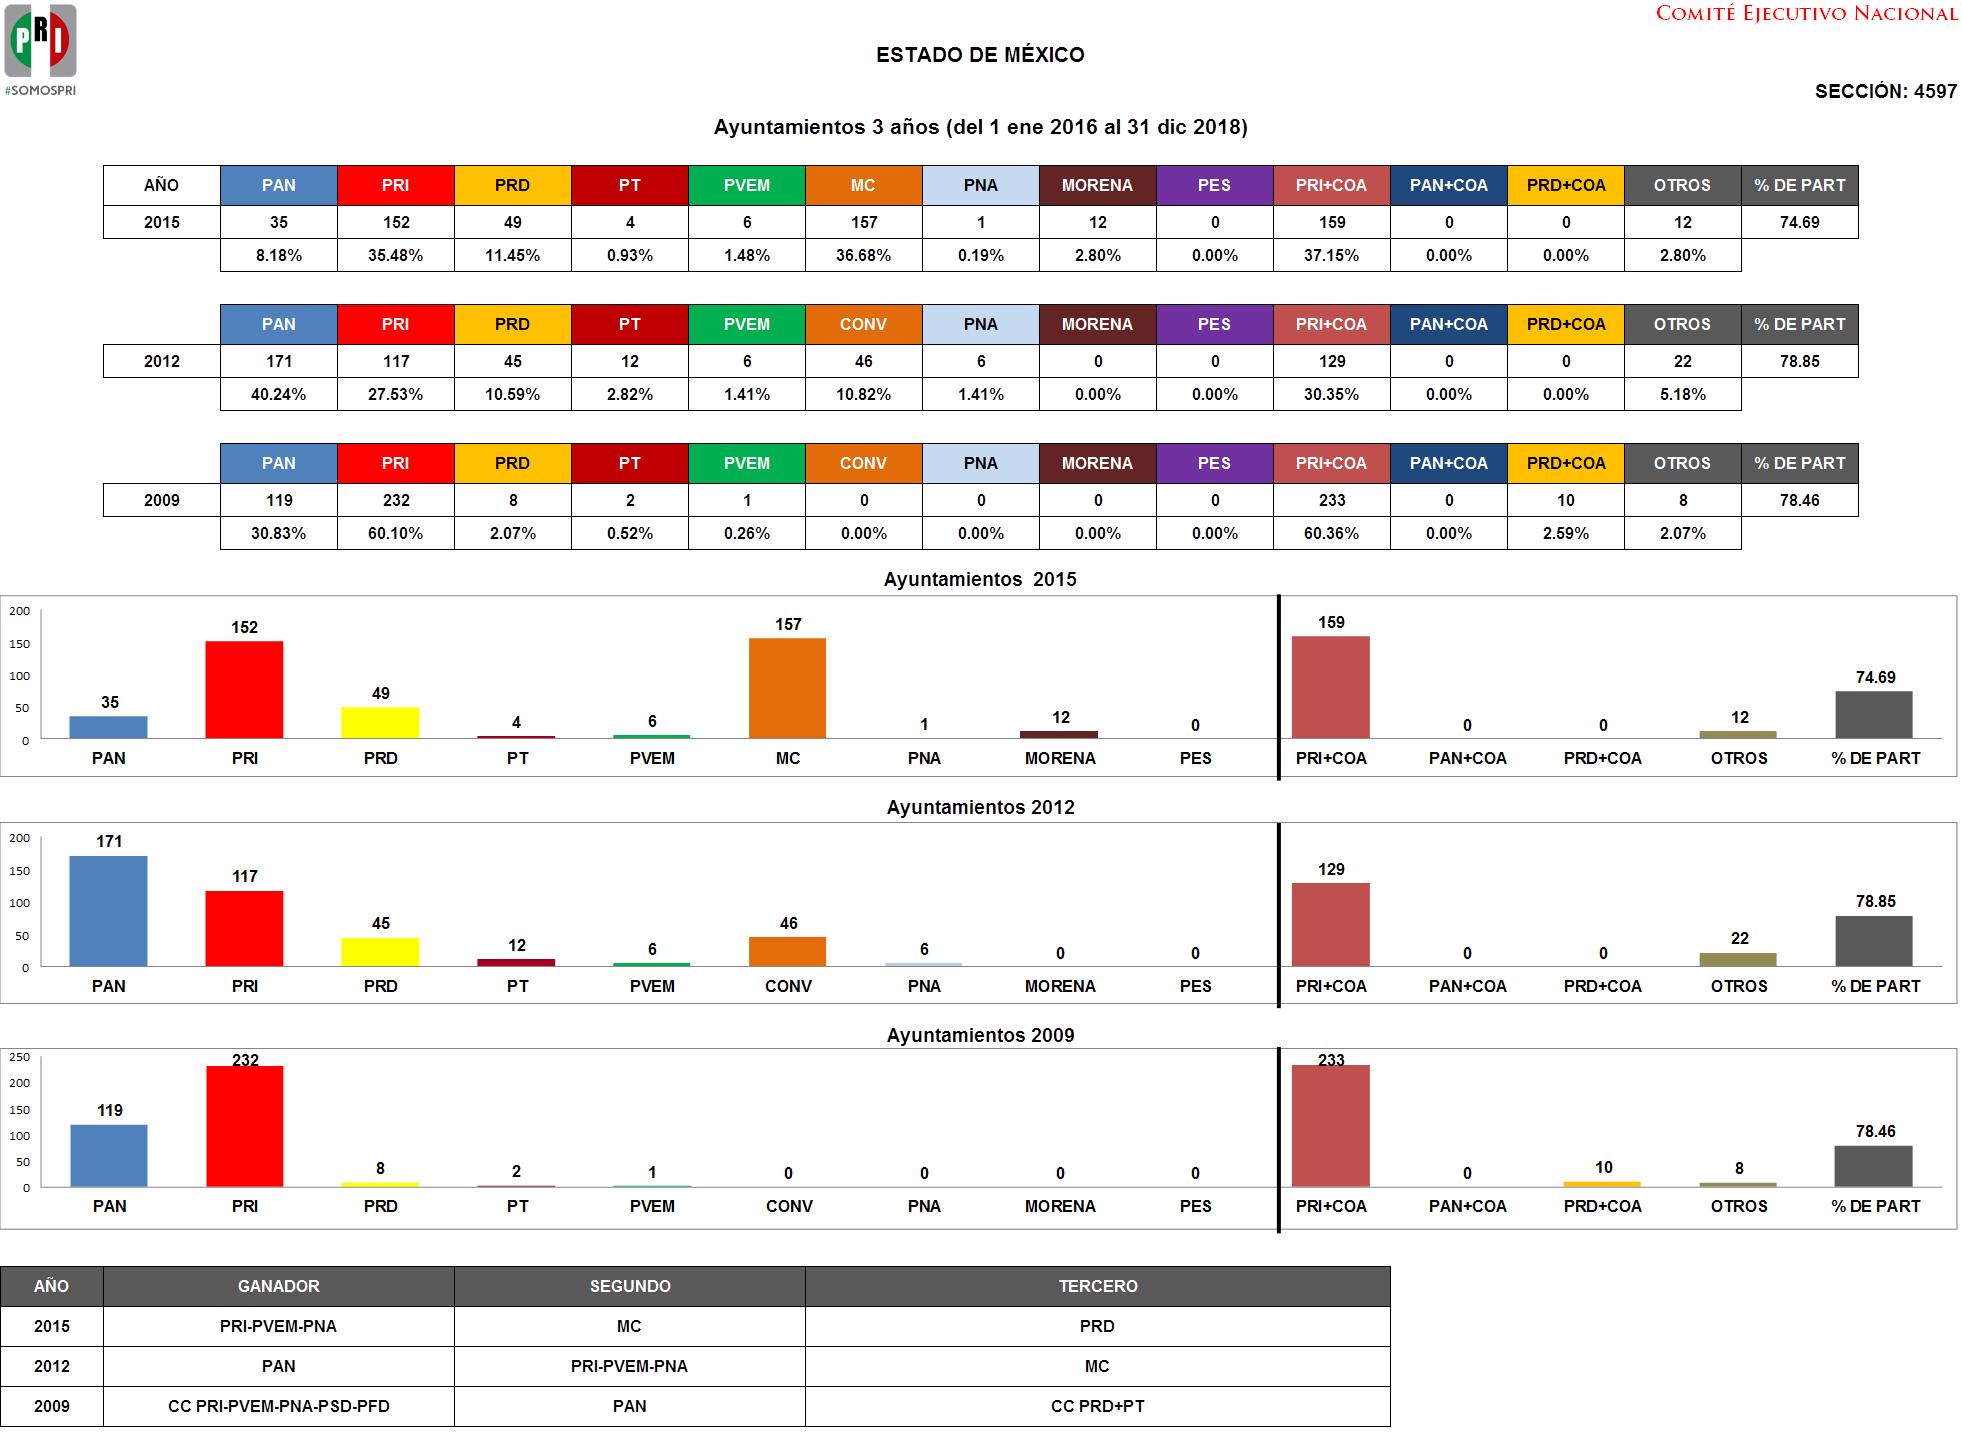 PRI
#SOMOSPRI
COMITÉ EJECUTIVO NACIONAL
ESTADO DE MÉXICO
SECCIÓN: 4597
Ayuntamientos 3 años (del 1 ene 2016 al 31 dic 2018)
AÑO PAN PRI PRD PT PVEM MC PNA MORENA PES PRI+COA PAN+COA PRD+COA OTROS % DE PART
2015 35 152 49 4 6 157 1 12 0 159 0 0 12 74.69
8.18% 35.48% 11.45% 0.93% 1.48% 36.68% 0.19% 2.80% 0.00% 37.15% 0.00% 0.00% 2.80%
PAN PRI PRD PT PVEM CONV PNA MORENA PES PRI+COA PAN+COA PRD+COA OTROS % DE PART
2012 171 117 45 12 6 46 6 0 0 129 0 0 22 78.85
40.24% 27.53% 10.59% 2.82% 1.41% 10.82% 1.41% 0.00% 0.00% 30.35% 0.00% 0.00% 5.18%
PAN PRI PRD PT PVEM CONV PNA MORENA PES PRI+COA PAN+COA PRD+COA OTROS % DE PART
2009 119 232 8 2 1 0 0 0 0 233 0 10 8 78.46
30.83% 60.10% 2.07% 0.52% 0.26% 0.00% 0.00% 0.00% 0.00% 60.36% 0.00% 2.59% 2.07%
Ayuntamientos 2015
200
150
100
50
0
35 152 49 4 6 157 1 12 0 159 0 0 12 74.69
PAN PRI PRD PT PVEM MC PNA MORENA PES PRI+COA PAN+COA PRD+COA OTROS % DE PART
Ayuntamientos 2012
200
150
100
50
0
171 117 45 12 6 46 6 0 0 129 0 0 22 78.85
PAN PRI PRD PT PVEM CONV PNA MORENA PES PRI+COA PAN+COA PRD+COA OTROS % DE PART
Ayuntamientos 2009
250
200
150
100
50
0
119 232 8 2 1 0 0 0 0 233 0 10 8 78.46
PAN PRI PRD PT PVEM CONV PNA MORENA PES PRI+COA PAN+COA PRD+COA OTROS % DE PART
AÑO GANADOR SEGUNDO TERCERO
2015 PRI-PVEM-PNA MC PRD
2012 PAN PRI-PVEM-PNA MC
2009 CC PRI-PVEM-PNA-PSD-PFD PAN CC PRD+PT